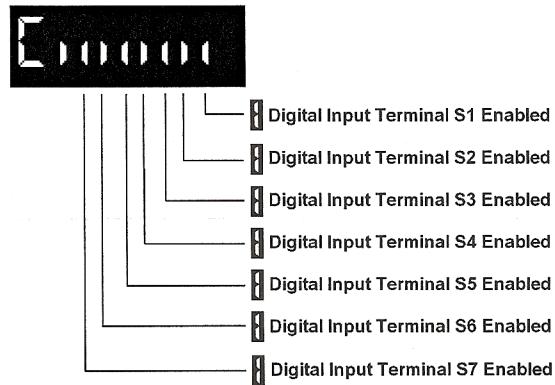 Digital Input Terminal S1 Enabled
Digital Input Terminal S2 Enabled
Digital Input Terminal S3 Enabled
Digital Input Terminal S4 Enabled
Digital Input Terminal S5 Enabled
Digital Input Terminal S6 Enabled
Digital Input Terminal S7 Enabled